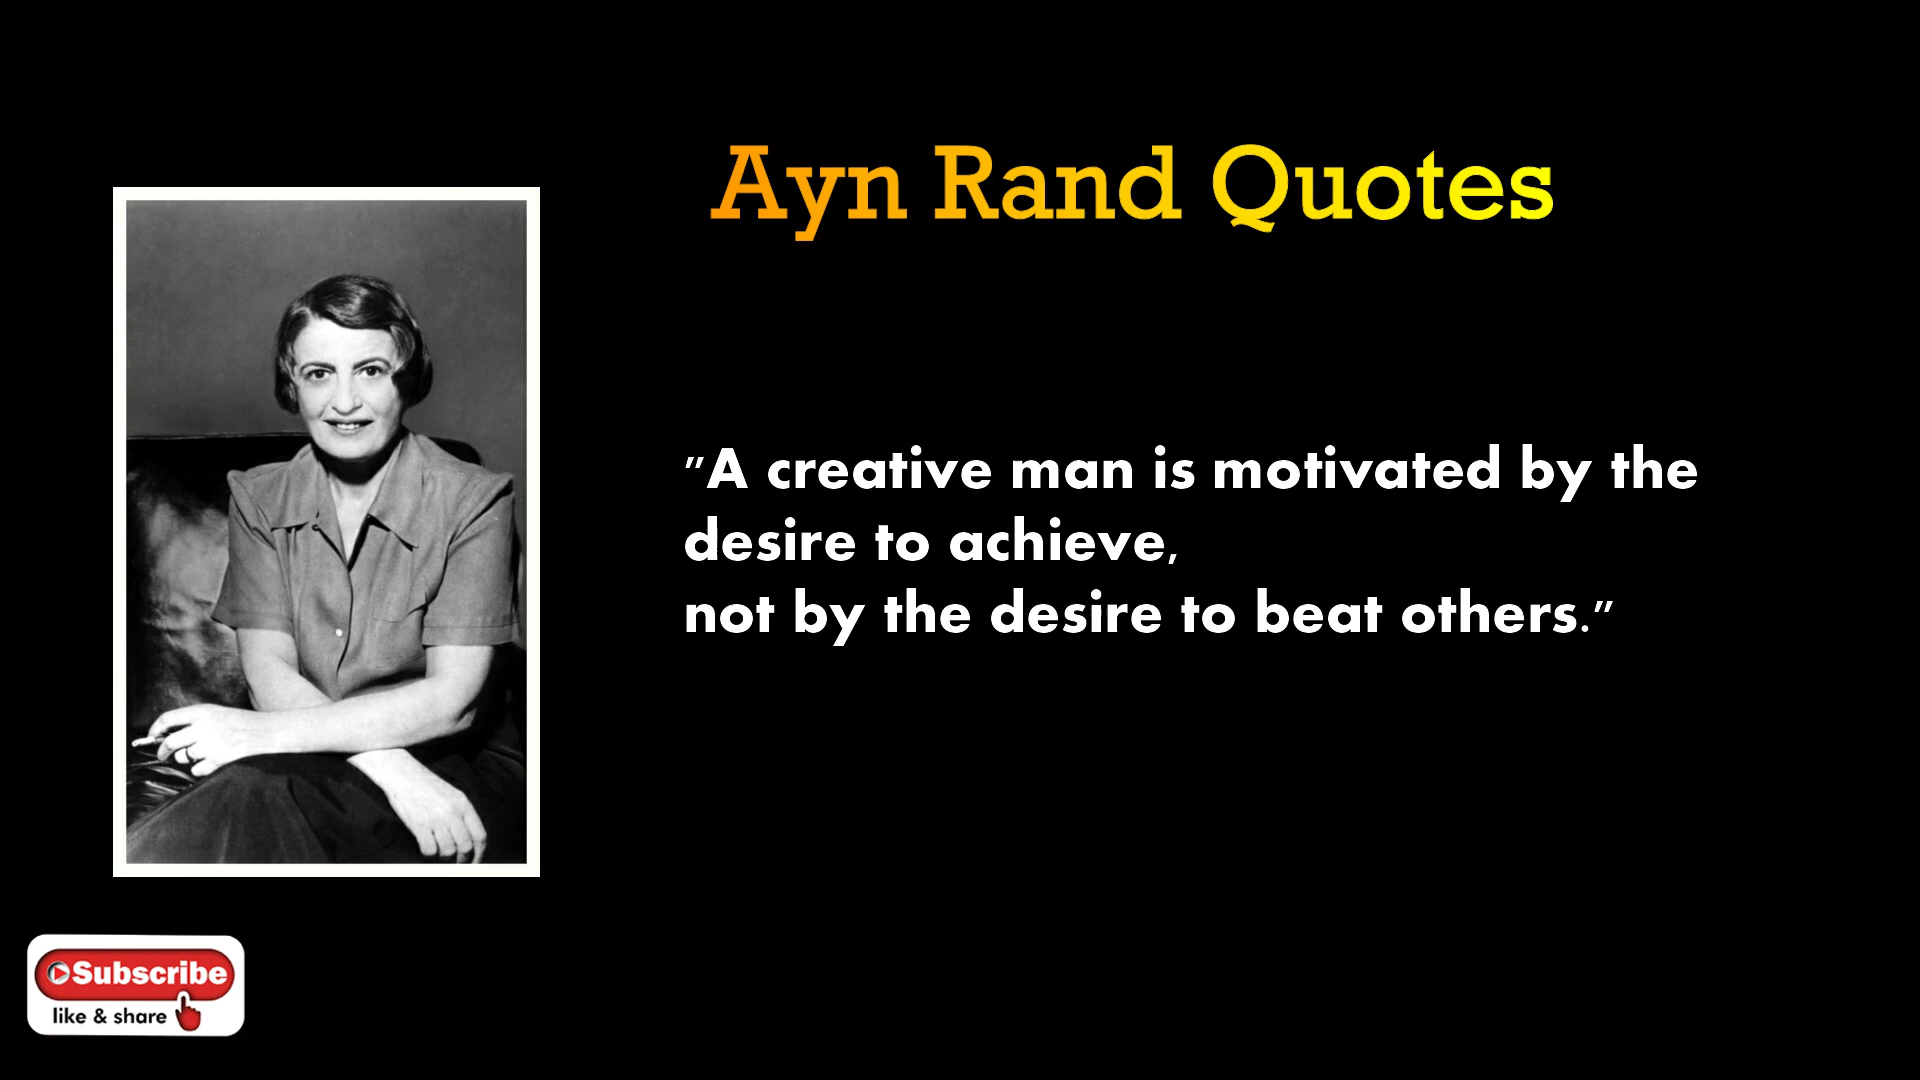 Ayn Rand Quotes
"A creative man is motivated by the
desire to achieve,
not by the desire to beat others."
Subscribe
like & share